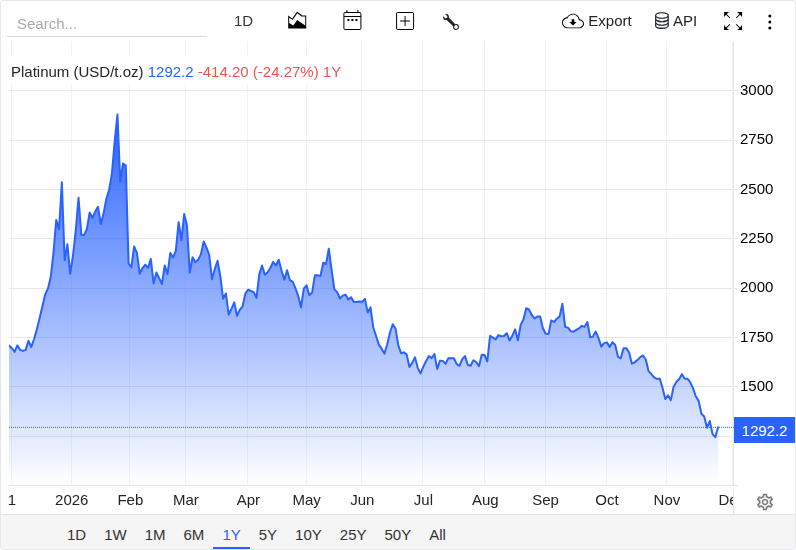 Search... 1D Export API
Platinum (USD/t.oz) 1292.2 -414.20 (-24.27%) 1Y
3000
2750
2500
2250
2000
1750
1500
1292.2
1 2026 Feb Mar Apr May Jun Jul Aug Sep Oct Nov De
1D 1W 1M 6M 1Y 5Y 10Y 25Y 50Y All